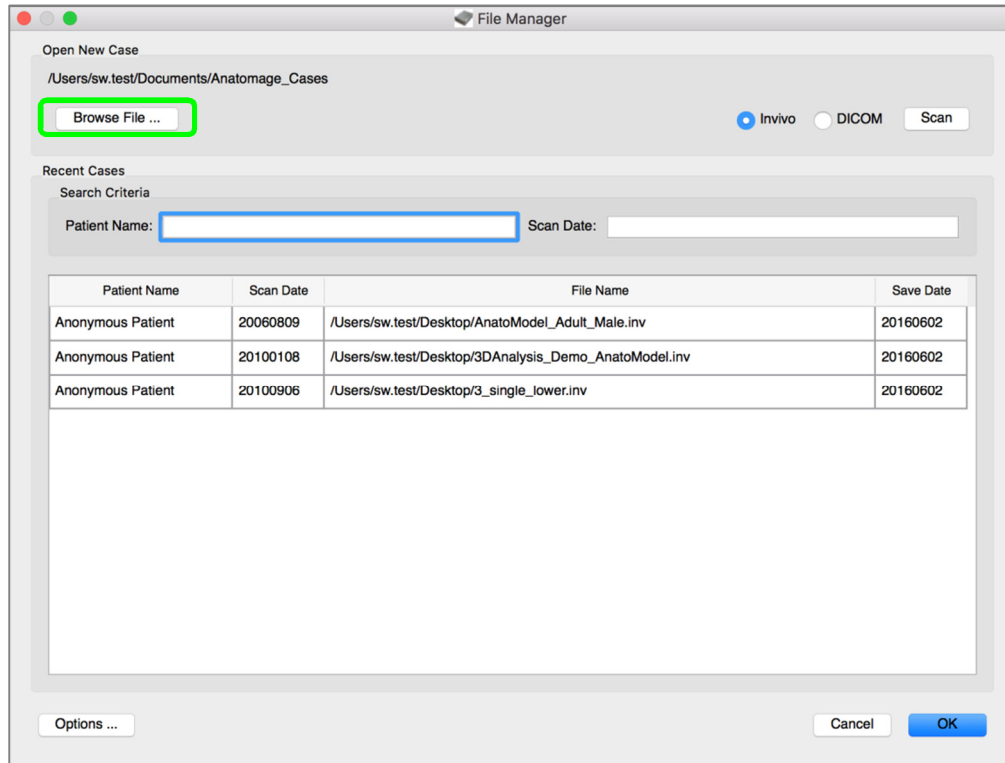 File Manager
Open New Case
/Users/sw.test/Documents/Anatomage_Cases
Browse File ... Invivo DICOM Scan
Recent Cases
Search Criteria
Patient Name: Scan Date:
Patient Name Scan Date File Name Save Date
Anonymous Patient 20060809 /Users/sw.test/Desktop/AnatoModel_Adult_Male.inv 20160602
Anonymous Patient 20100108 /Users/sw.test/Desktop/3DAnalysis_Demo_AnatoModel.inv 20160602
Anonymous Patient 20100906 /Users/sw.test/Desktop/3_single_lower.inv 20160602
Options ... Cancel OK